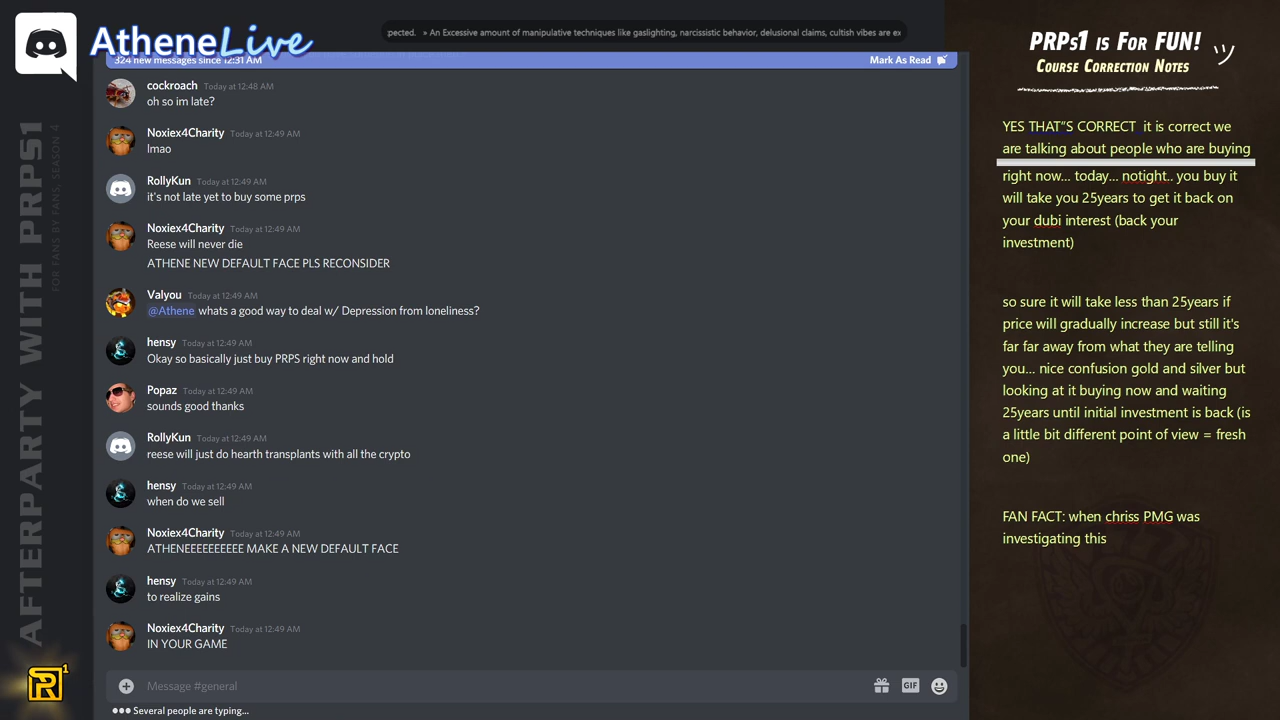 AtheneLive
pected. » An Excessive amount of manipulative techniques like gaslighting, narcissistic behavior, delusional claims, cultish vibes are ex
324 new messages since 12:31 AM
Mark As Read
cockroach Today at 12:48 AM
oh so im late?
Noxiex4Charity Today at 12:49 AM
lmao
RollyKun Today at 12:49 AM
it's not late yet to buy some prps
Noxiex4Charity Today at 12:49 AM
Reese will never die
ATHENE NEW DEFAULT FACE PLS RECONSIDER
Valyou Today at 12:49 AM
@Athene whats a good way to deal w/ Depression from loneliness?
hensy Today at 12:49 AM
Okay so basically just buy PRPS right now and hold
Popaz Today at 12:49 AM
sounds good thanks
RollyKun Today at 12:49 AM
reese will just do hearth transplants with all the crypto
hensy Today at 12:49 AM
when do we sell
Noxiex4Charity Today at 12:49 AM
ATHENEEEEEEEEEE MAKE A NEW DEFAULT FACE
hensy Today at 12:49 AM
to realize gains
Noxiex4Charity Today at 12:49 AM
IN YOUR GAME
Message #general
GIF
Several people are typing...
AFTERPARTY WITH PRPS1
FOR FANS BY FANS, SEASON 4
R1
PRPs1 is For FUN!
Course Correction Notes
ツ
YES THAT"S CORRECT it is correct we
are talking about people who are buying
right now... today... notight.. you buy it
will take you 25years to get it back on
your dubi interest (back your
investment)
so sure it will take less than 25years if
price will gradually increase but still it's
far far away from what they are telling
you... nice confusion gold and silver but
looking at it buying now and waiting
25years until initial investment is back (is
a little bit different point of view = fresh
one)
FAN FACT: when chriss PMG was
investigating this